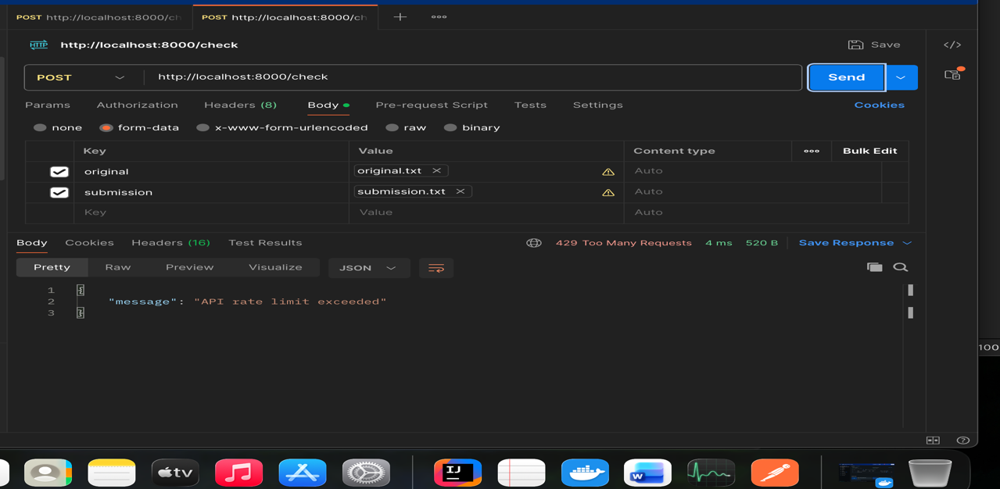 POST http://localhost:8000/ch POST http://localhost:8000/ch
HTTP http://localhost:8000/check Save </>
POST http://localhost:8000/check Send
Params Authorization Headers (8) Body Pre-request Script Tests Settings Cookies
none form-data x-www-form-urlencoded raw binary
Key Value Content type Bulk Edit
original original.txt Auto
submission submission.txt Auto
Key Value Auto
Body Cookies Headers (16) Test Results 429 Too Many Requests 4 ms 520 B Save Response
Pretty Raw Preview Visualize JSON
1 {
2 "message": "API rate limit exceeded"
3 }
100
tv IJ W